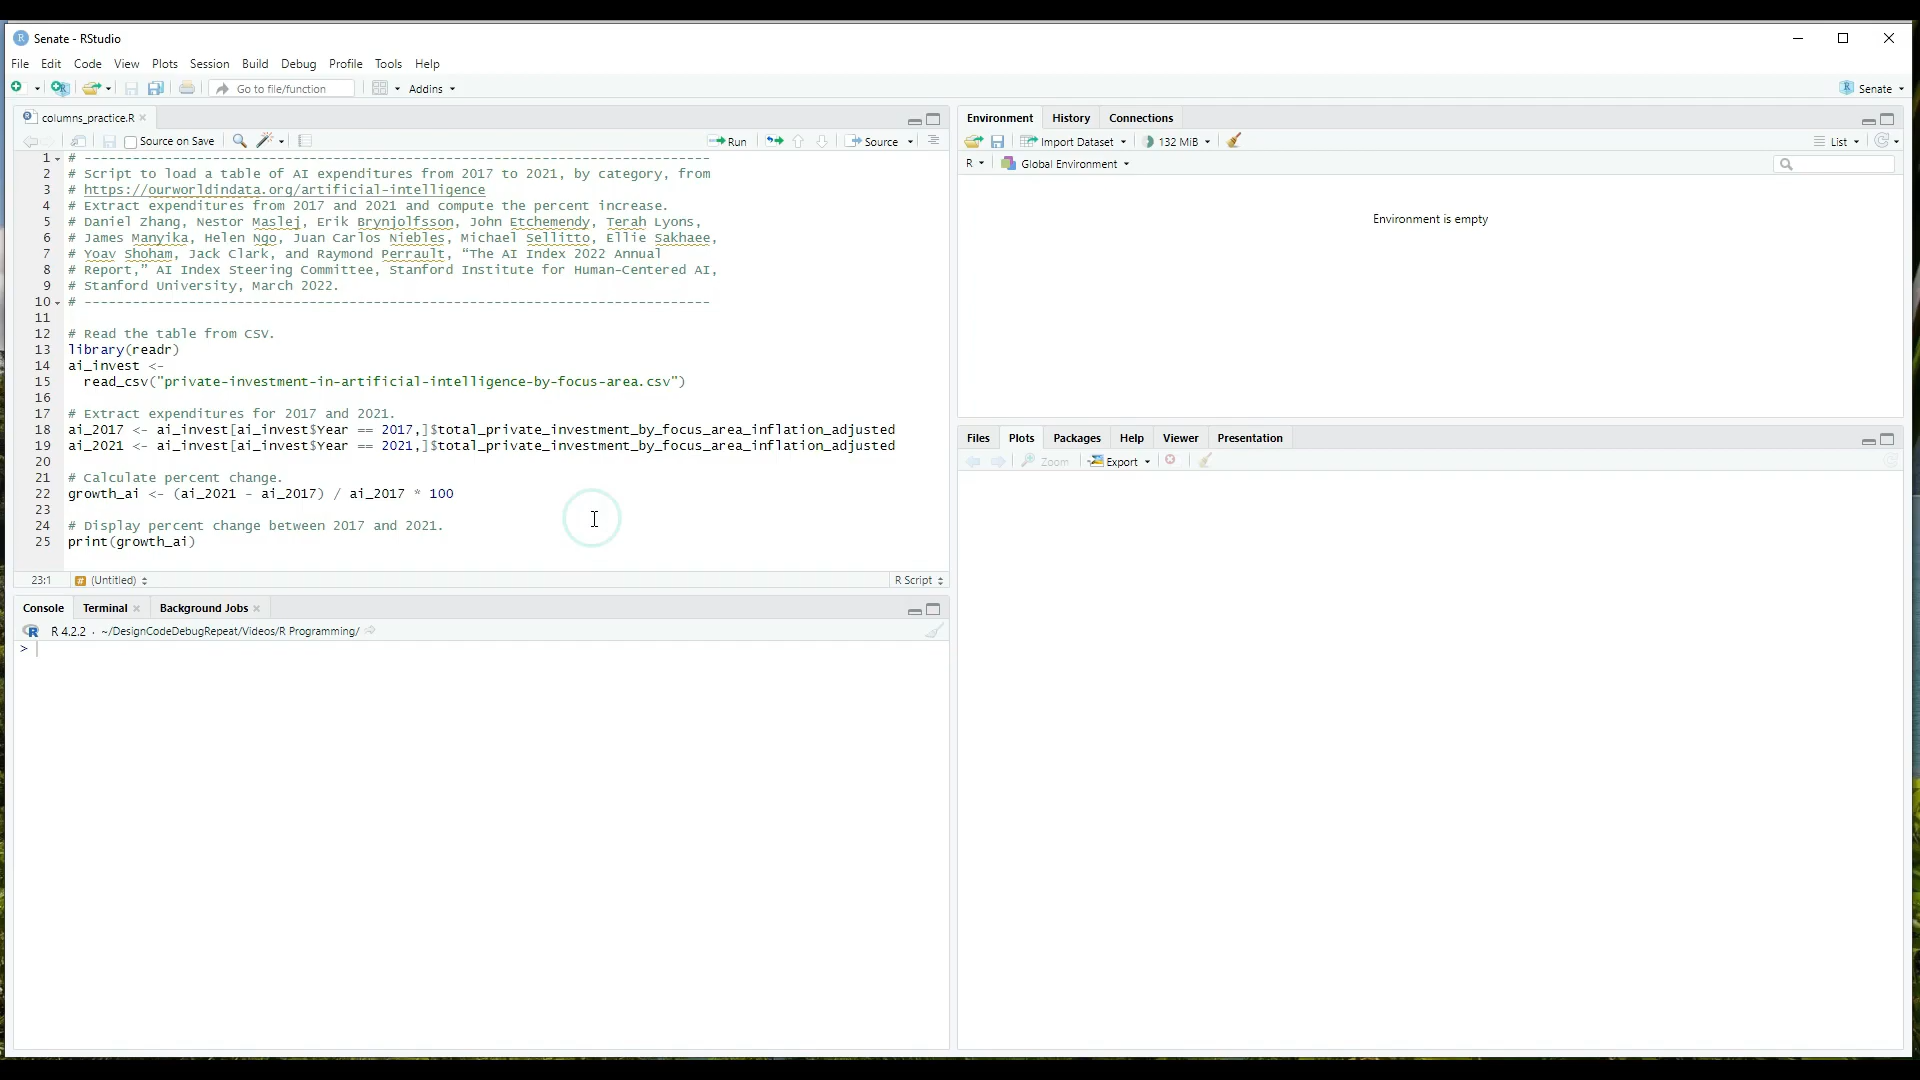 Senate - RStudio
File Edit Code View Plots Session Build Debug Profile Tools Help
Go to file/function Addins Senate
columns_practice.R
Source on Save Run Source
1 # ------------------------------------------------------------------------------
2 # Script to load a table of AI expenditures from 2017 to 2021, by category, from
3 # https://ourworldindata.org/artificial-intelligence
4 # Extract expenditures from 2017 and 2021 and compute the percent increase.
5 # Daniel Zhang, Nestor Maslej, Erik Brynjolfsson, John Etchemendy, Terah Lyons,
6 # James Manyika, Helen Ngo, Juan Carlos Niebles, Michael Sellitto, Ellie Sakhaee,
7 # Yoav Shoham, Jack Clark, and Raymond Perrault, “The AI Index 2022 Annual
8 # Report,” AI Index Steering Committee, Stanford Institute for Human-Centered AI,
9 # Stanford University, March 2022.
10 # ------------------------------------------------------------------------------
11
12 # Read the table from CSV.
13 library(readr)
14 ai_invest <-
15 read_csv("private-investment-in-artificial-intelligence-by-focus-area.csv")
16
17 # Extract expenditures for 2017 and 2021.
18 ai_2017 <- ai_invest[ai_invest$Year == 2017,]$total_private_investment_by_focus_area_inflation_adjusted
19 ai_2021 <- ai_invest[ai_invest$Year == 2021,]$total_private_investment_by_focus_area_inflation_adjusted
20
21 # Calculate percent change.
22 growth_ai <- (ai_2021 - ai_2017) / ai_2017 * 100
23
24 # Display percent change between 2017 and 2021.
25 print(growth_ai)
23:1 # (Untitled) R Script
Console Terminal Background Jobs
R 4.2.2 · ~/DesignCodeDebugRepeat/Videos/R Programming/
>
Environment History Connections
Import Dataset 132 MiB List
R Global Environment
Environment is empty
Files Plots Packages Help Viewer Presentation
Zoom Export